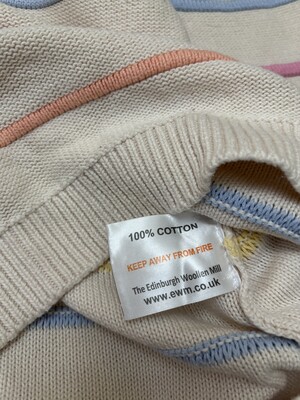 100% COTTON
KEEP AWAY FROM FIRE
The Edinburgh Woollen Mill
www.ewm.co.uk